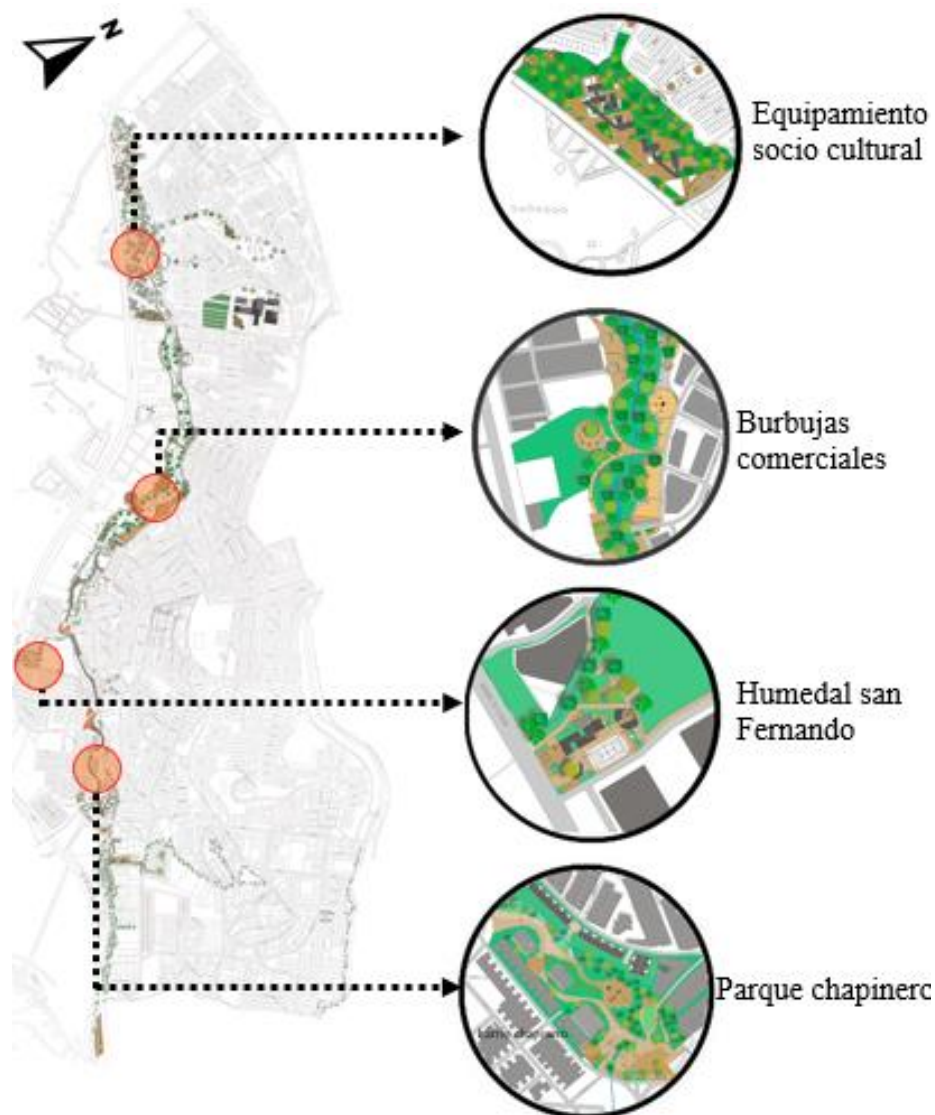 N
Equipamiento
socio cultural
Burbujas
comerciales
Humedal san
Fernando
Parque chapinero